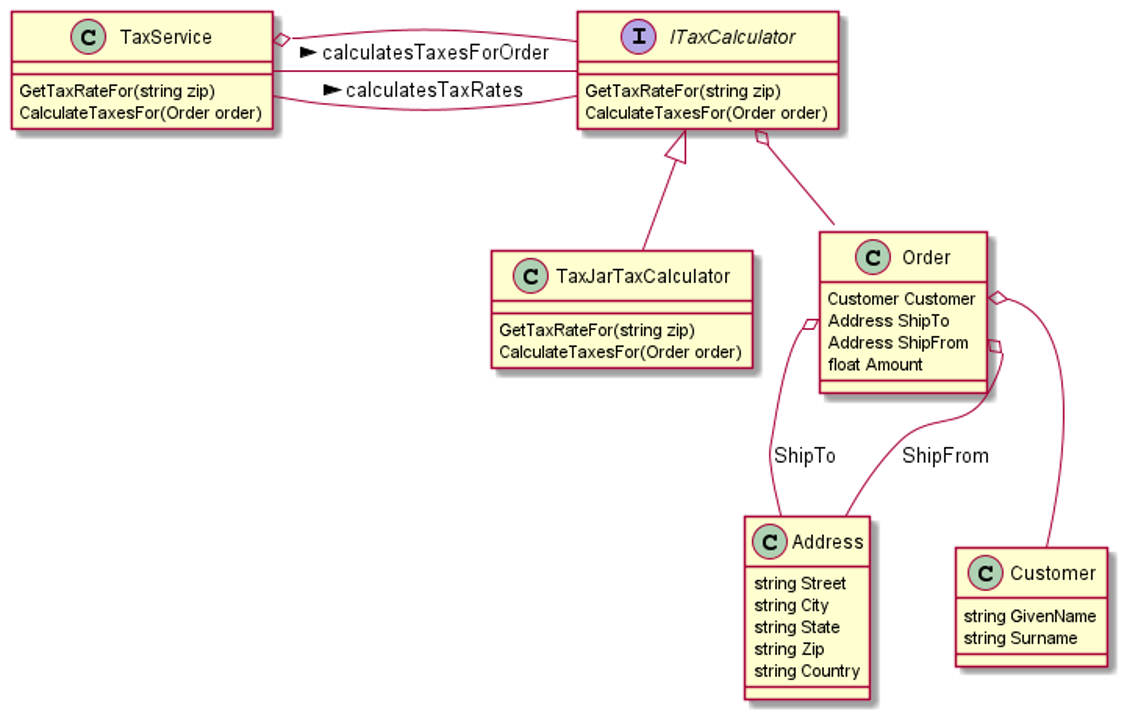 C TaxService
GetTaxRateFor(string zip)
CalculateTaxesFor(Order order)
► calculatesTaxesForOrder
► calculatesTaxRates
I ITaxCalculator
GetTaxRateFor(string zip)
CalculateTaxesFor(Order order)
C TaxJarTaxCalculator
GetTaxRateFor(string zip)
CalculateTaxesFor(Order order)
C Order
Customer Customer
Address ShipTo
Address ShipFrom
float Amount
ShipTo
ShipFrom
C Address
string Street
string City
string State
string Zip
string Country
C Customer
string GivenName
string Surname